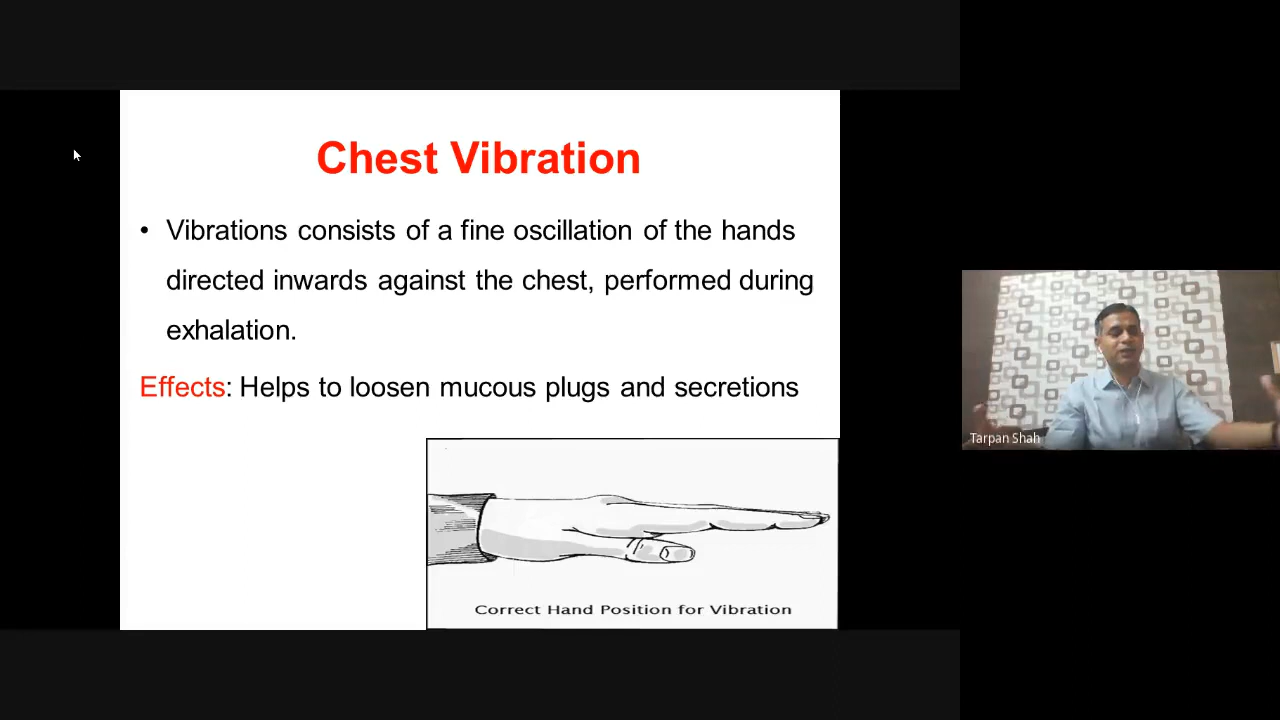 Chest Vibration
• Vibrations consists of a fine oscillation of the hands
directed inwards against the chest, performed during
exhalation.
Effects: Helps to loosen mucous plugs and secretions
Correct Hand Position for Vibration
Tarpan Shah